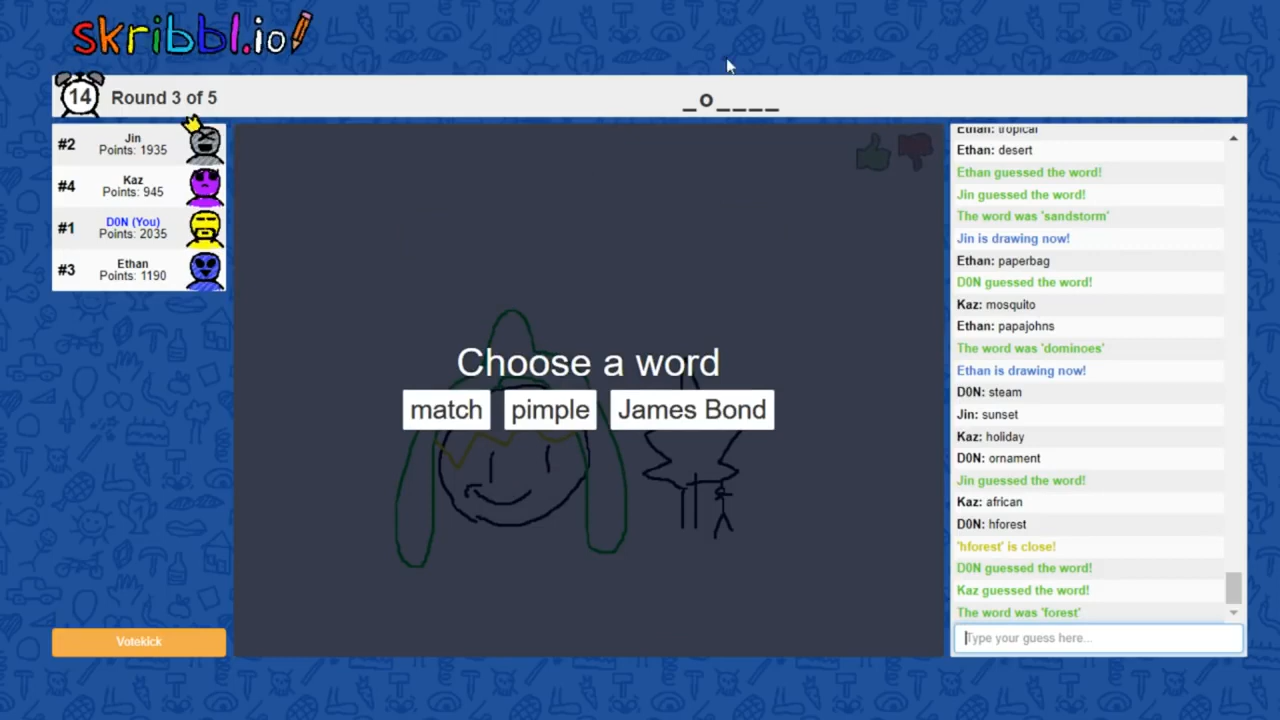 skribbl.io
14
Round 3 of 5
_o____
#2
Jin
Points: 1935
#4
Kaz
Points: 945
#1
D0N (You)
Points: 2035
#3
Ethan
Points: 1190
Votekick
Choose a word
match
pimple
James Bond
Ethan: tropical
Ethan: desert
Ethan guessed the word!
Jin guessed the word!
The word was 'sandstorm'
Jin is drawing now!
Ethan: paperbag
D0N guessed the word!
Kaz: mosquito
Ethan: papajohns
The word was 'dominoes'
Ethan is drawing now!
D0N: steam
Jin: sunset
Kaz: holiday
D0N: ornament
Jin guessed the word!
Kaz: african
D0N: hforest
'hforest' is close!
D0N guessed the word!
Kaz guessed the word!
The word was 'forest'
Type your guess here...